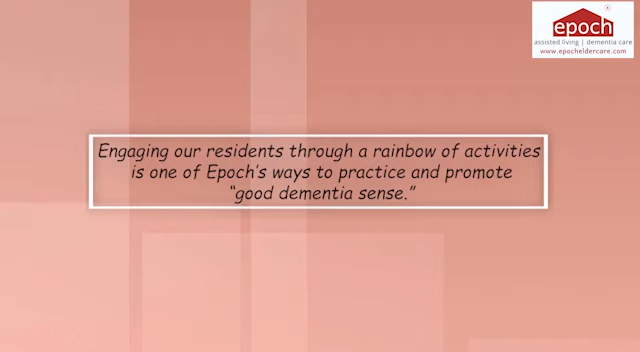 epoch
assisted living | dementia care
www.epocheldercare.com
Engaging our residents through a rainbow of activities
is one of Epoch's ways to practice and promote
“good dementia sense.”